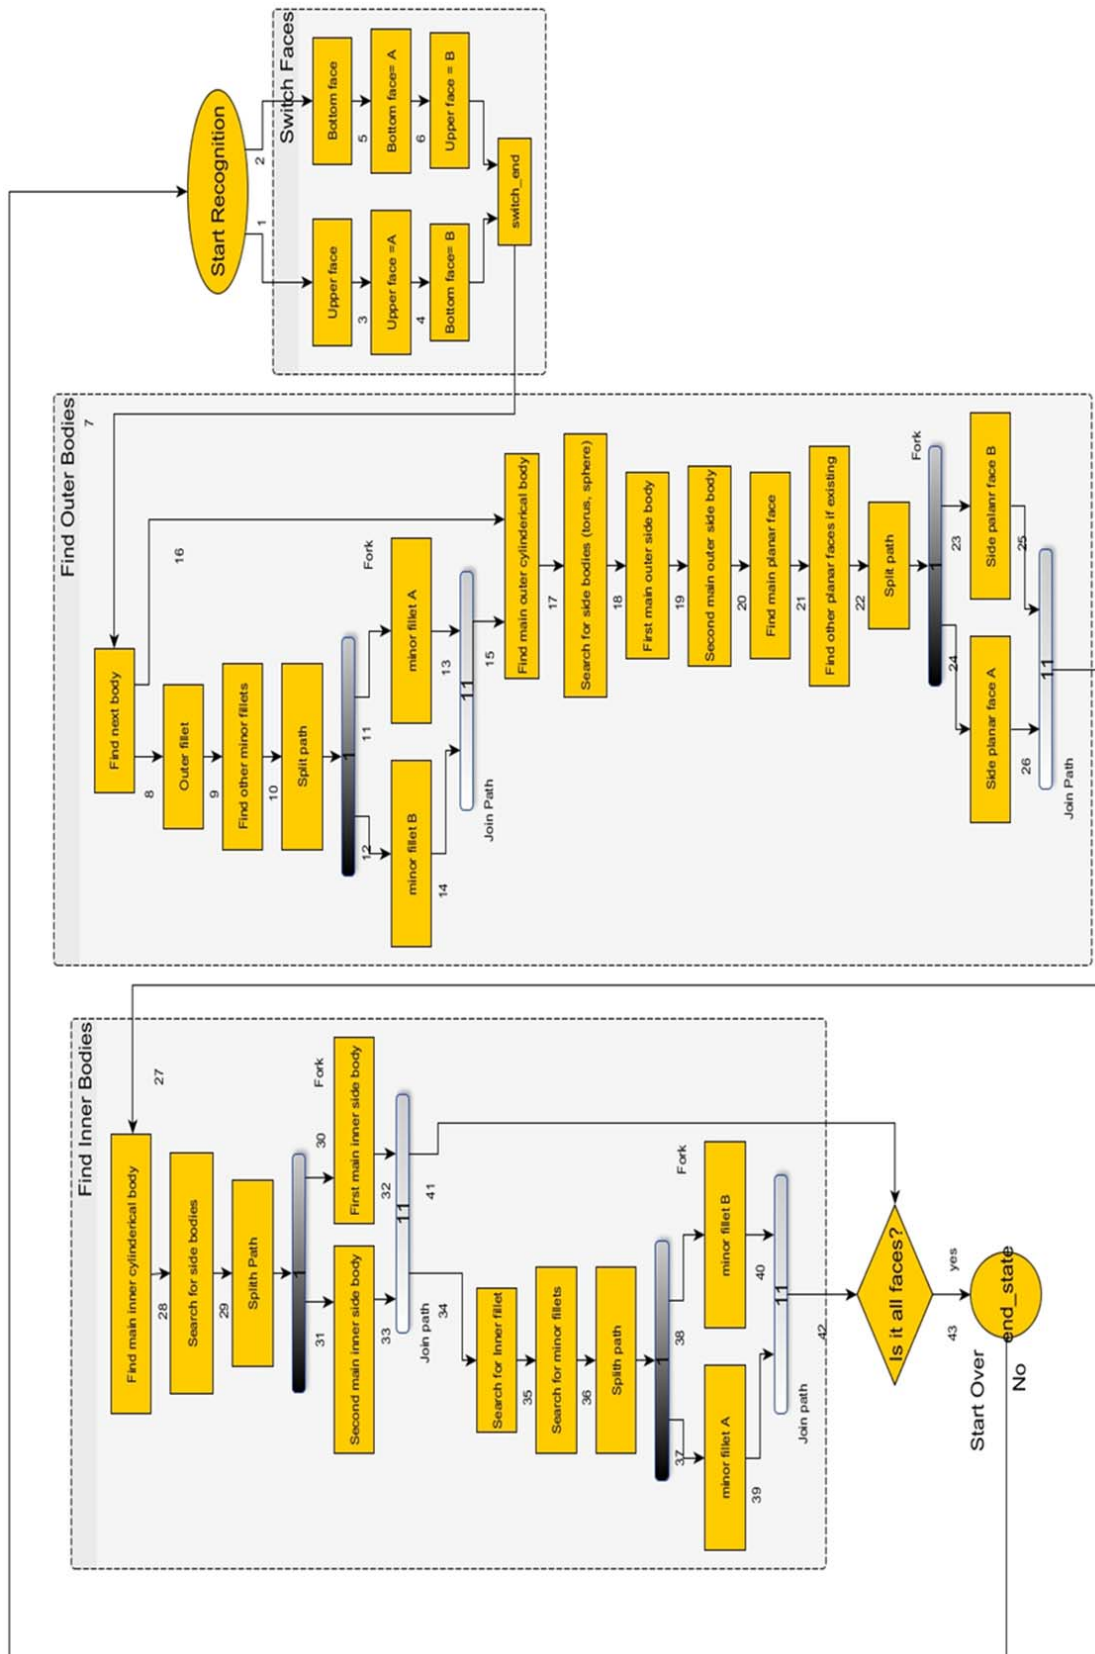 Start Recognition
1
2
Switch Faces
Upper face
3
Upper face =A
4
Bottom face= B
Bottom face
5
Bottom face= A
6
Upper face = B
switch_end
Find Outer Bodies
7
Find next body
16
8
Outer fillet
9
Find other minor fillets
10
Split path
Fork
1
12
11
minor fillet B
minor fillet A
14
13
11
Join Path
15
Find main outer cylinderical body
17
Search for side bodies (torus, sphere)
18
First main outer side body
19
Second main outer side body
20
Find main planar face
21
Find other planar faces if existing
22
Split path
Fork
1
24
23
Side planar face A
Side palanr face B
26
25
11
Join Path
Find Inner Bodies
27
Find main inner cylinderical body
28
Search for side bodies
29
Splith Path
Fork
1
31
30
Second main inner side body
First main inner side body
33
32
11
Join path
34
41
Search for Inner fillet
35
Search for minor fillets
36
Splith path
Fork
1
37
38
minor fillet A
minor fillet B
39
40
11
Join path
42
Is it all faces?
43
yes
end_state
Start Over
No